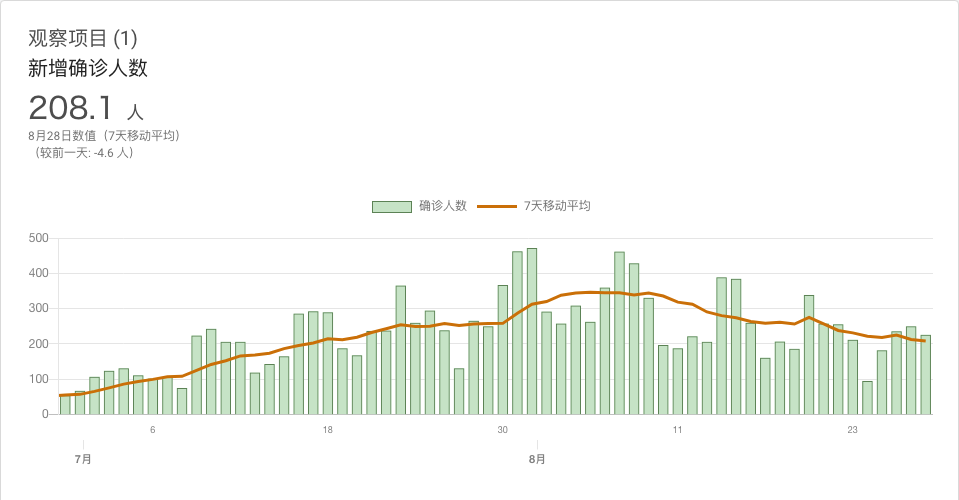 观察项目 (1)
新增确诊人数
208.1 人
8月28日数值（7天移动平均）
（较前一天: -4.6 人）
确诊人数 7天移动平均
500
400
300
200
100
0
6 18 30 11 23
7月 8月